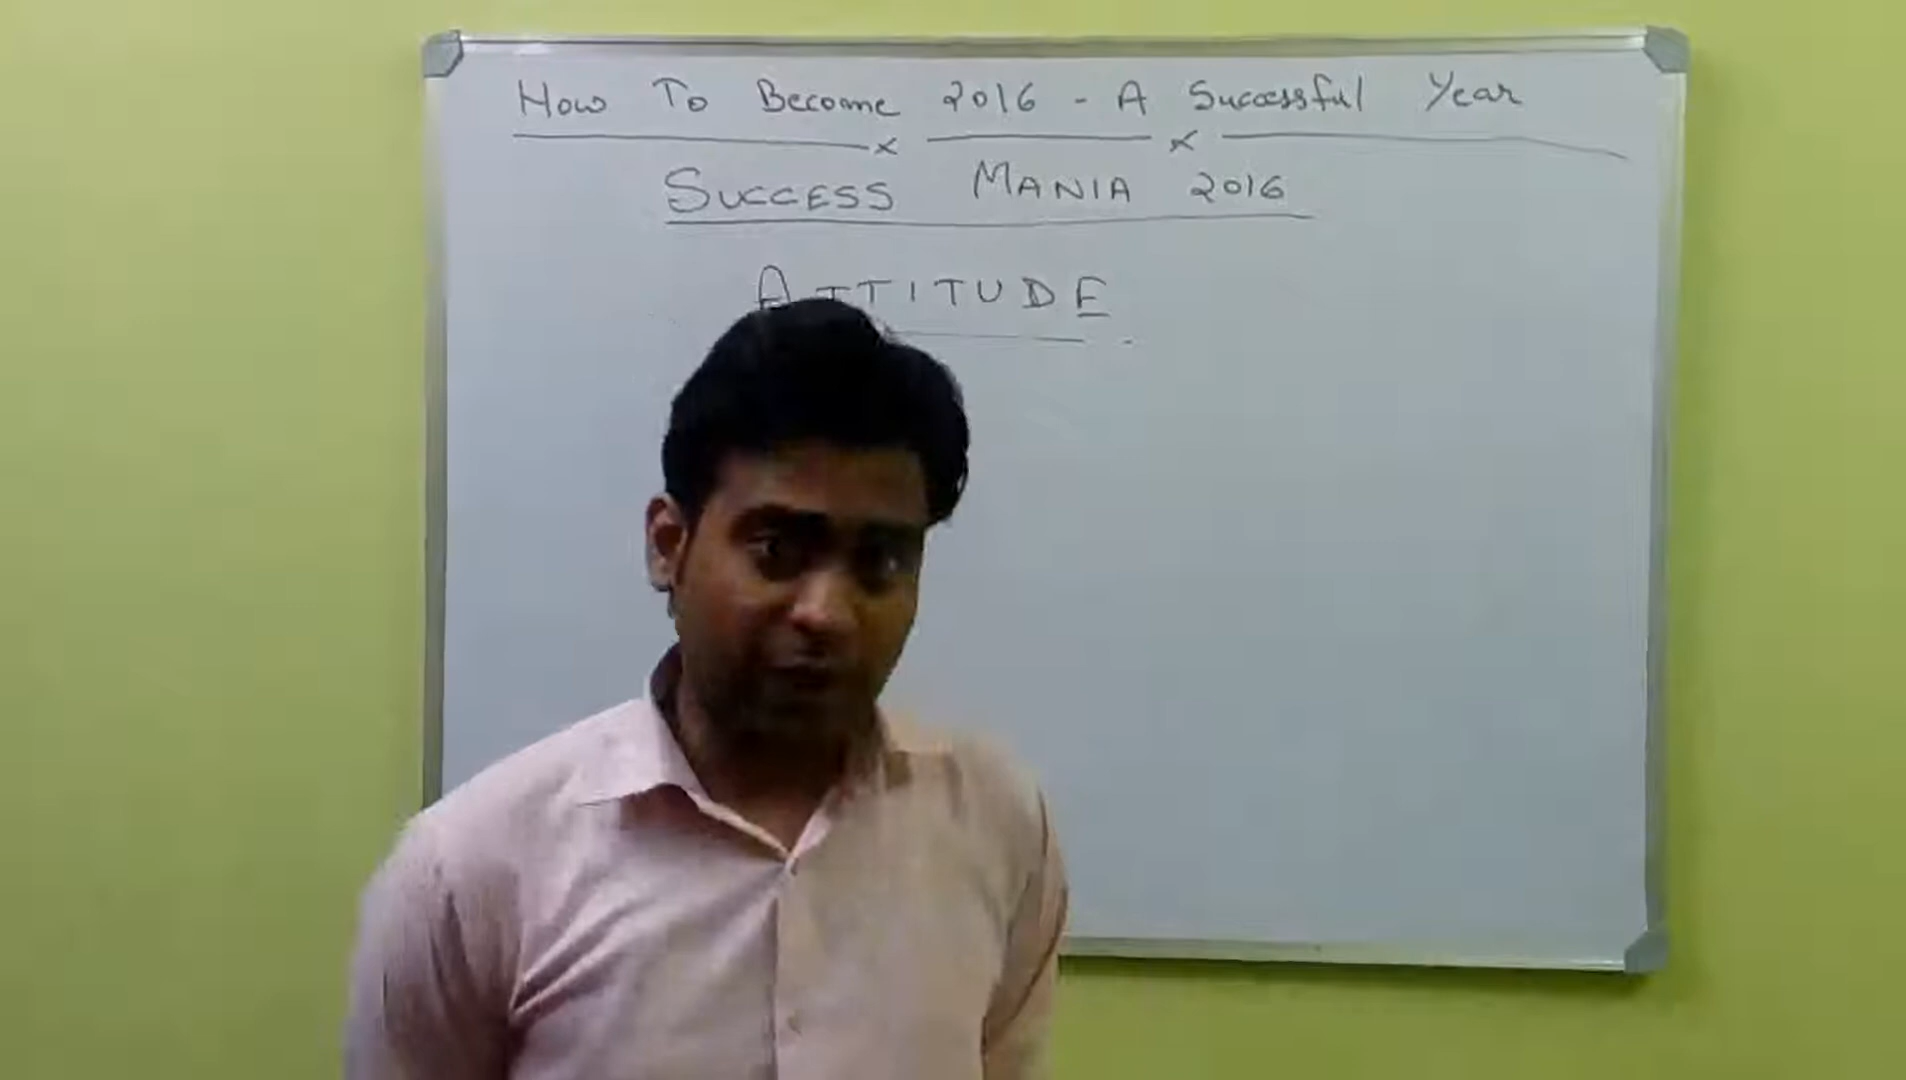 How To Become 2016 - A Successful Year
SUCCESS MANIA 2016
ATTITUDE